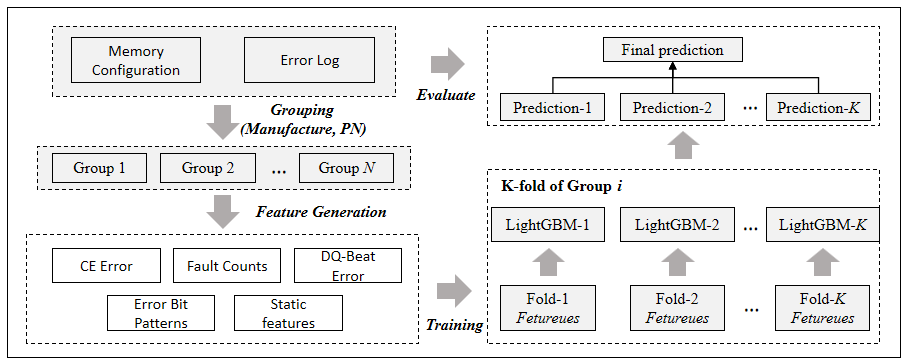 Memory
Configuration
Error Log
Grouping
(Manufacture, PN)
Group 1
Group 2
...
Group N
Feature Generation
CE Error
Fault Counts
DQ-Beat
Error
Error Bit
Patterns
Static
features
Training
K-fold of Group i
LightGBM-1
LightGBM-2
...
LightGBM-K
Fold-1
Fetureues
Fold-2
Fetureues
...
Fold-K
Fetureues
Evaluate
Final prediction
Prediction-1
Prediction-2
...
Prediction-K